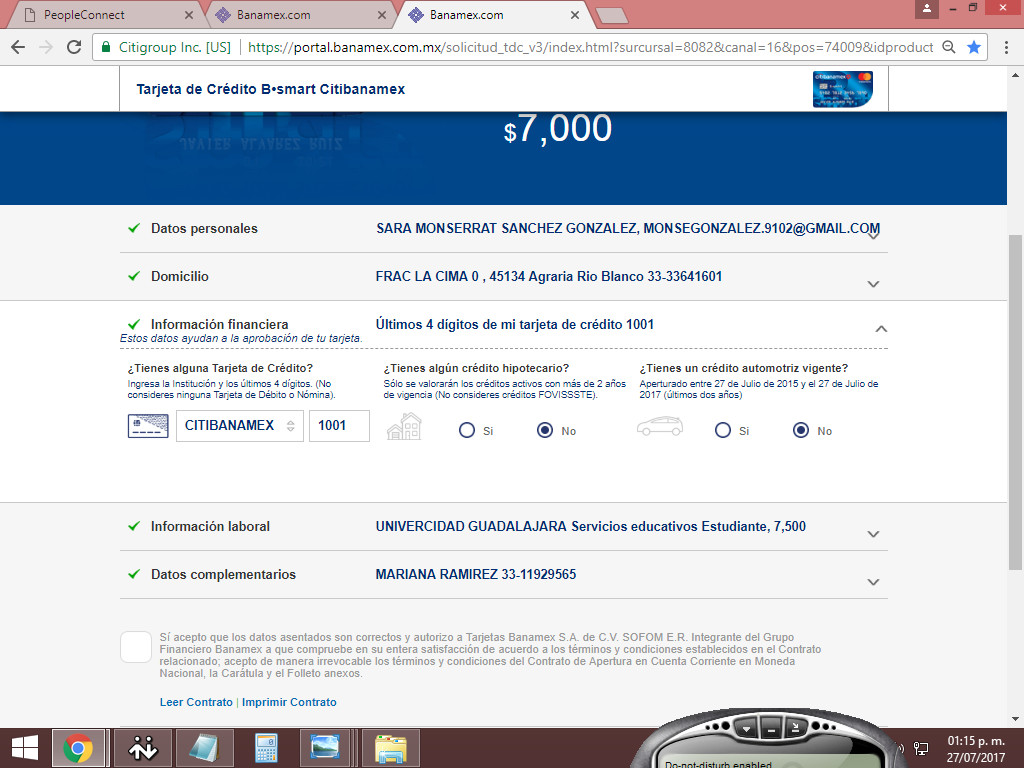 PeopleConnect
Banamex.com
Banamex.com
Citigroup Inc. [US]
https://portal.banamex.com.mx/solicitud_tdc_v3/index.html?surcursal=8082&canal=16&pos=74009&idproduct
Tarjeta de Crédito B•smart Citibanamex
citibanamex
JAVIER ALVAREZ RUIZ
$7,000
Datos personales
SARA MONSERRAT SANCHEZ GONZALEZ, MONSEGONZALEZ.9102@GMAIL.COM
Domicilio
FRAC LA CIMA 0 , 45134 Agraria Rio Blanco 33-33641601
Información financiera
Últimos 4 dígitos de mi tarjeta de crédito 1001
Estos datos ayudan a la aprobación de tu tarjeta.
¿Tienes alguna Tarjeta de Crédito?
Ingresa la Institución y los últimos 4 dígitos. (No
consideres ninguna Tarjeta de Débito o Nómina).
CITIBANAMEX
1001
¿Tienes algún crédito hipotecario?
Sólo se valorarán los créditos activos con más de 2 años
de vigencia (No consideres créditos FOVISSSTE).
Si
No
¿Tienes un crédito automotriz vigente?
Aperturado entre 27 de Julio de 2015 y el 27 de Julio de
2017 (últimos dos años)
Si
No
Información laboral
UNIVERCIDAD GUADALAJARA Servicios educativos Estudiante, 7,500
Datos complementarios
MARIANA RAMIREZ 33-11929565
Sí acepto que los datos asentados son correctos y autorizo a Tarjetas Banamex S.A. de C.V. SOFOM E.R. Integrante del Grupo
Financiero Banamex a que compruebe en su entera satisfacción de acuerdo a los términos y condiciones establecidos en el Contrato
relacionado; acepto de manera irrevocable los términos y condiciones del Contrato de Apertura en Cuenta Corriente en Moneda
Nacional, la Carátula y el Folleto anexos.
Leer Contrato | Imprimir Contrato
Do-not-disturb enabled
01:15 p. m.
27/07/2017